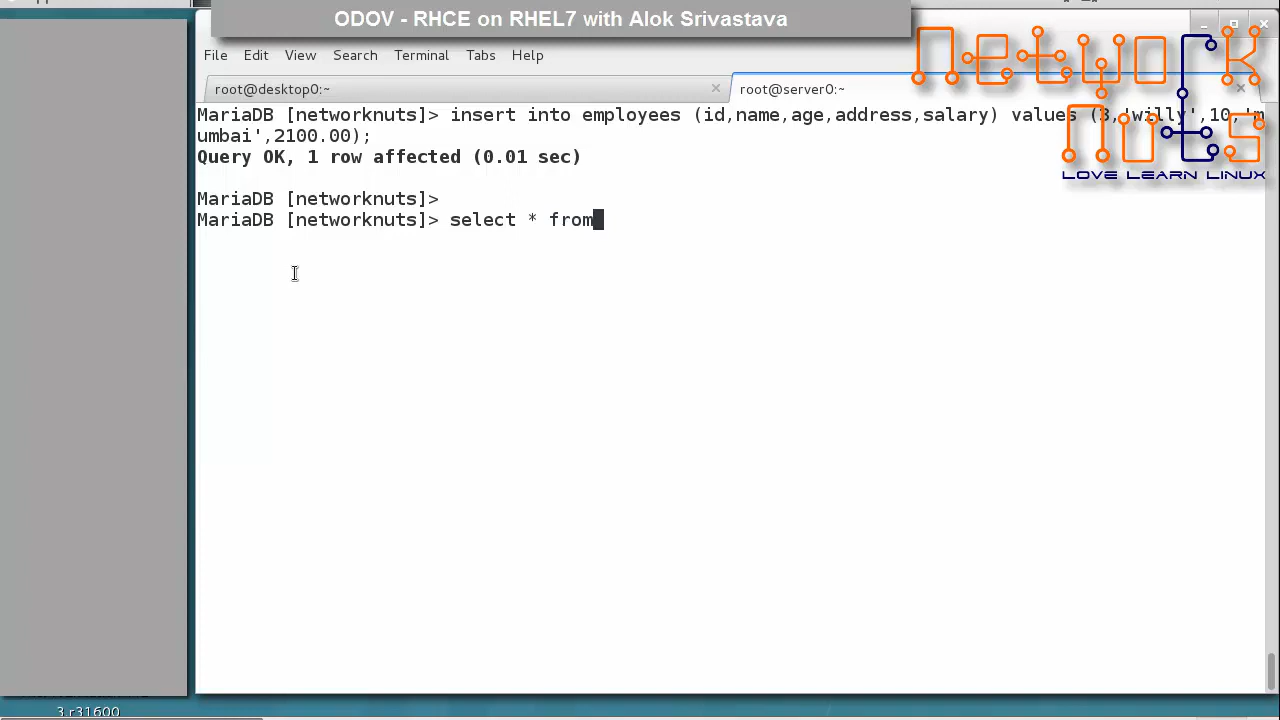 ODOV - RHCE on RHEL7 with Alok Srivastava
File Edit View Search Terminal Tabs Help
root@desktop0:~ root@server0:~
network
nuts
LOVE LEARN LINUX
MariaDB [networknuts]> insert into employees (id,name,age,address,salary) values (3,'willy',10,'m
umbai',2100.00);
Query OK, 1 row affected (0.01 sec)
MariaDB [networknuts]>
MariaDB [networknuts]> select * from
3 r31600